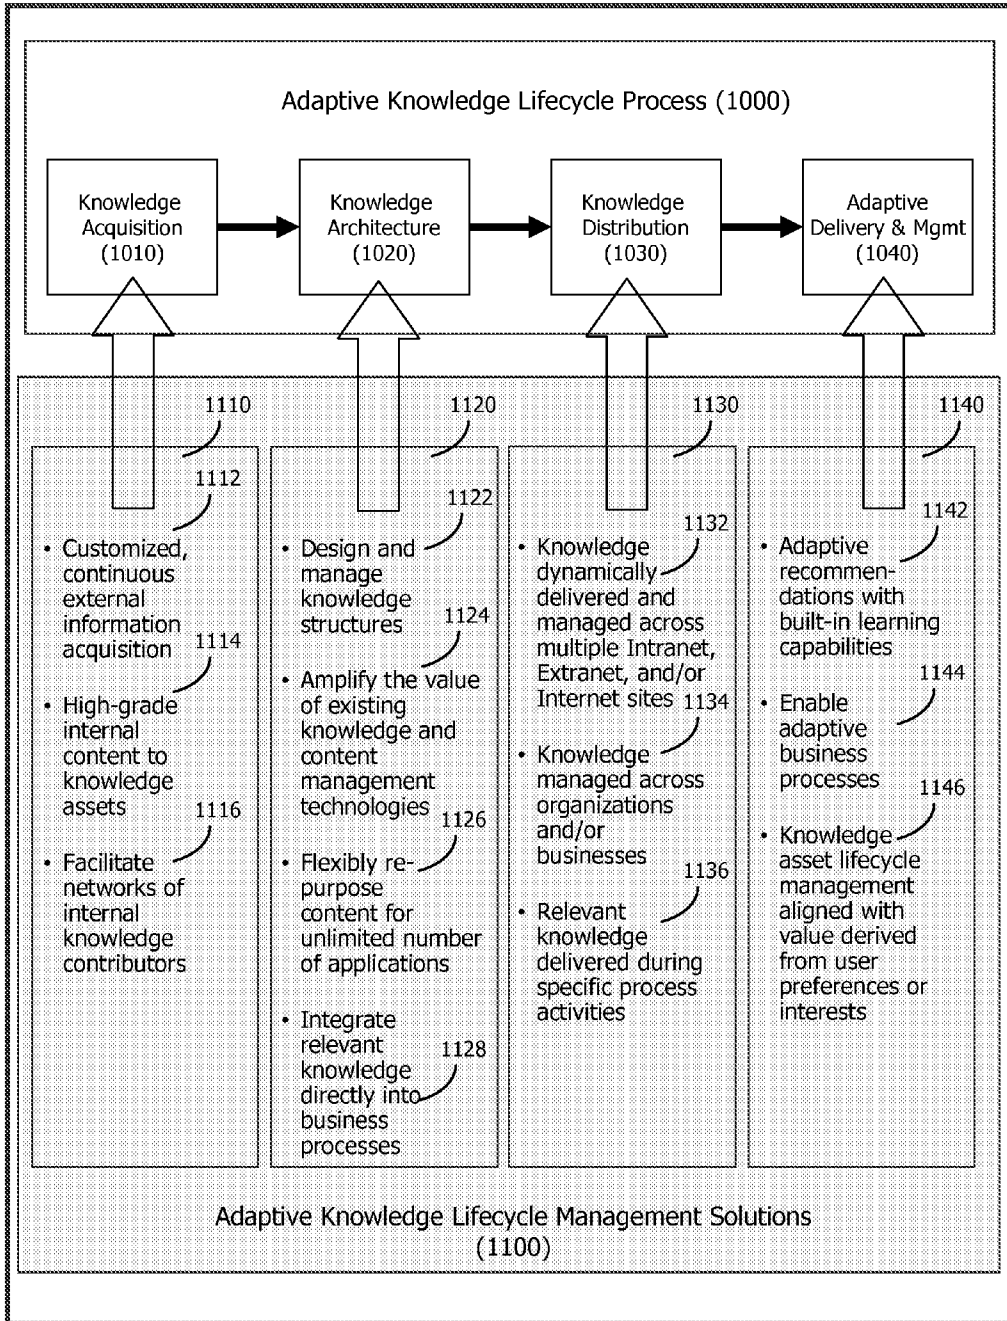 Adaptive Knowledge Lifecycle Process (1000)
Knowledge
Acquisition
(1010)
Knowledge
Architecture
(1020)
Knowledge
Distribution
(1030)
Adaptive
Delivery & Mgmt
(1040)
1110
1112
• Customized,
continuous
external
information
acquisition
1114
• High-grade
internal
content to
knowledge
assets
1116
• Facilitate
networks of
internal
knowledge
contributors
1120
1122
• Design and
manage
knowledge
structures
1124
• Amplify the value
of existing
knowledge and
content
management
technologies
1126
• Flexibly re-
purpose
content for
unlimited number
of applications
• Integrate
relevant
knowledge
directly into
business
processes
1128
1130
1132
• Knowledge
dynamically
delivered and
managed across
multiple Intranet,
Extranet, and/or
Internet sites
1134
• Knowledge
managed across
organizations
and/or
businesses
1136
• Relevant
knowledge
delivered during
specific process
activities
1140
1142
• Adaptive
recommen-
dations with
built-in learning
capabilities
1144
• Enable
adaptive
business
processes
1146
• Knowledge
asset lifecycle
management
aligned with
value derived
from user
preferences or
interests
Adaptive Knowledge Lifecycle Management Solutions
(1100)